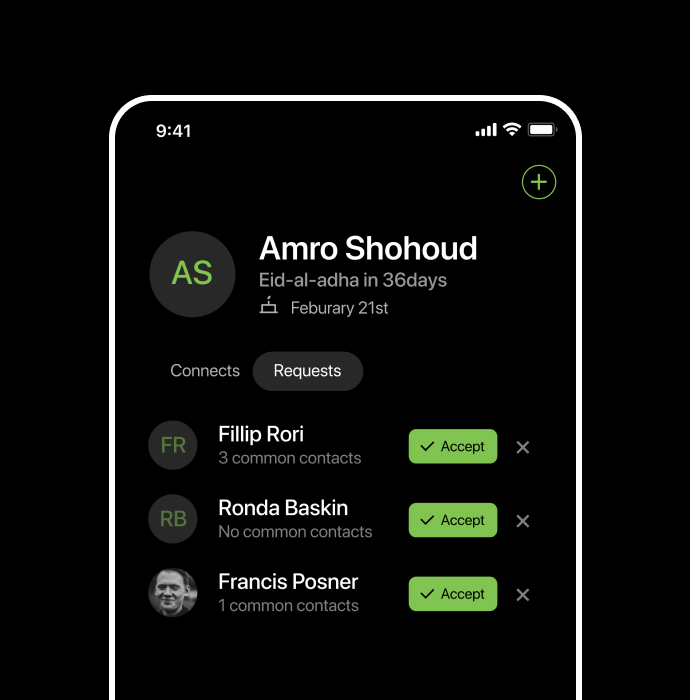 9:41
AS
Amro Shohoud
Eid-al-adha in 36days
Feburary 21st
Connects
Requests
FR
Fillip Rori
3 common contacts
Accept
RB
Ronda Baskin
No common contacts
Accept
Francis Posner
1 common contacts
Accept